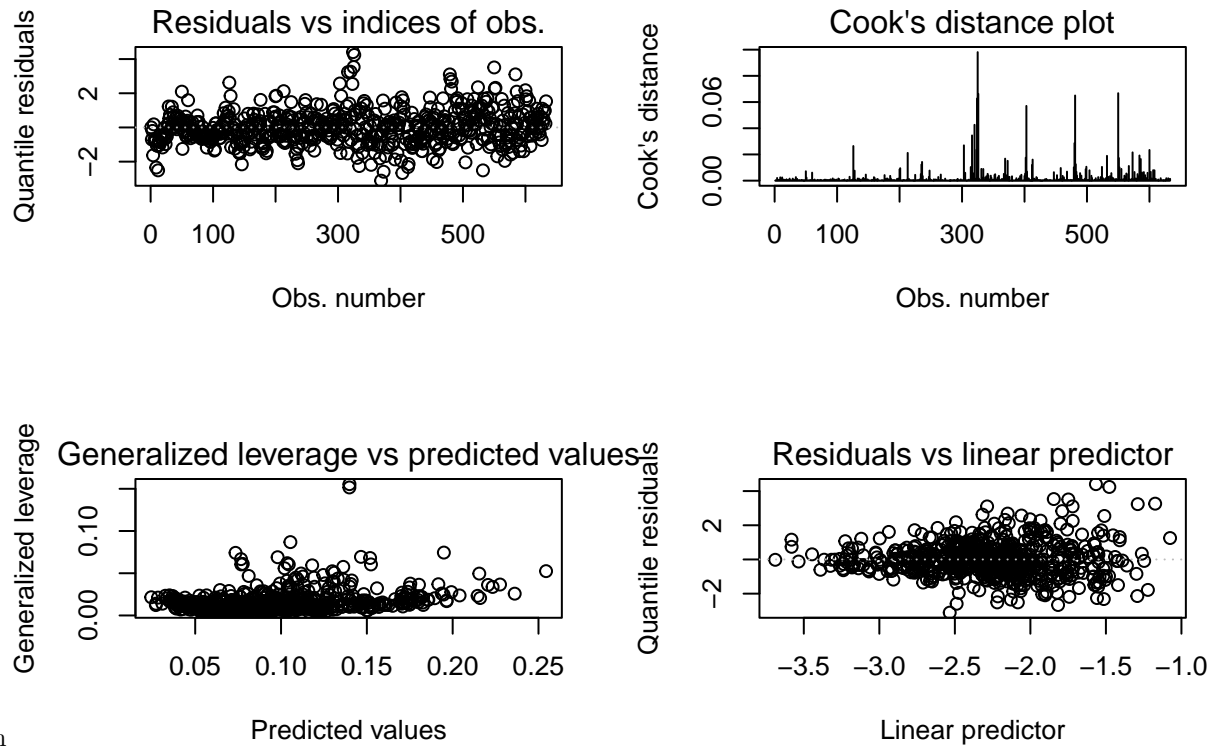 Residuals vs indices of obs.
Quantile residuals
−2 2
0 100 300 500
Obs. number
Cook's distance plot
Cook's distance
0.00 0.06
0 100 300 500
Obs. number
Generalized leverage vs predicted values
Generalized leverage
0.00 0.10
0.05 0.10 0.15 0.20 0.25
Predicted values
Residuals vs linear predictor
Quantile residuals
−2 2
−3.5 −3.0 −2.5 −2.0 −1.5 −1.0
Linear predictor